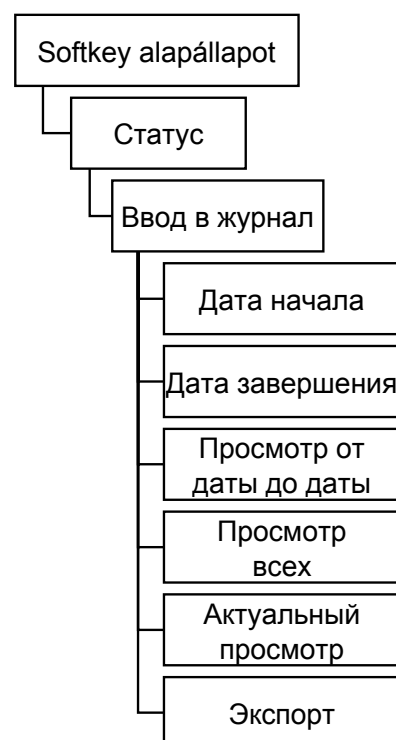 Softkey alapállapot
Статус
Ввод в журнал
Дата начала
Дата завершения
Просмотр от
даты до даты
Просмотр
всех
Актуальный
просмотр
Экспорт